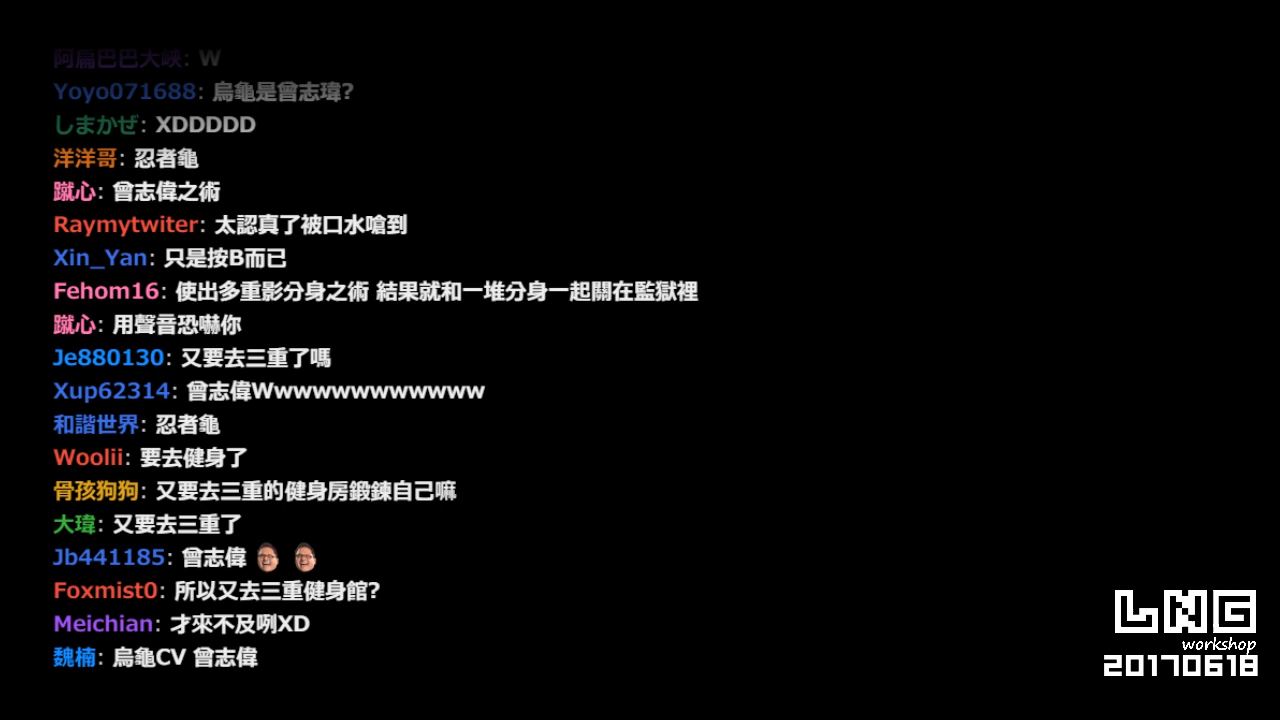 阿扁巴巴大峽: W
Yoyo071688: 烏龜是曾志瑋?
しまかぜ: XDDDDD
洋洋哥: 忍者龜
蹴心: 曾志偉之術
Raymytwiter: 太認真了被口水嗆到
Xin_Yan: 只是按B而已
Fehom16: 使出多重影分身之術 結果就和一堆分身一起關在監獄裡
蹴心: 用聲音恐嚇你
Je880130: 又要去三重了嗎
Xup62314: 曾志偉Wwwwwwwwwwww
和諧世界: 忍者龜
Woolii: 要去健身了
骨孩狗狗: 又要去三重的健身房鍛鍊自己嘛
大瑋: 又要去三重了
Jb441185: 曾志偉
Foxmist0: 所以又去三重健身館?
Meichian: 才來不及咧XD
魏楠: 烏龜CV 曾志偉
LNG
workshop
20170618